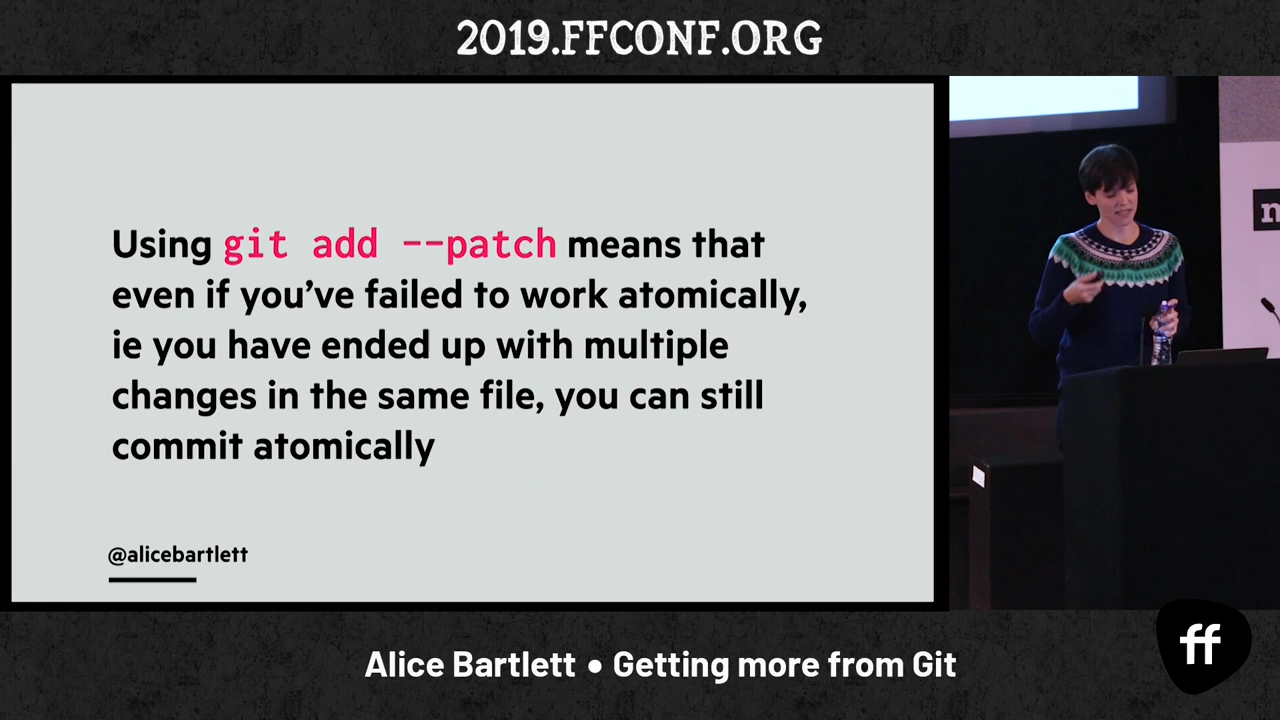 2019.FFCONF.ORG
Using git add --patch means that
even if you’ve failed to work atomically,
ie you have ended up with multiple
changes in the same file, you can still
commit atomically
@alicebartlett
Alice Bartlett • Getting more from Git
ff